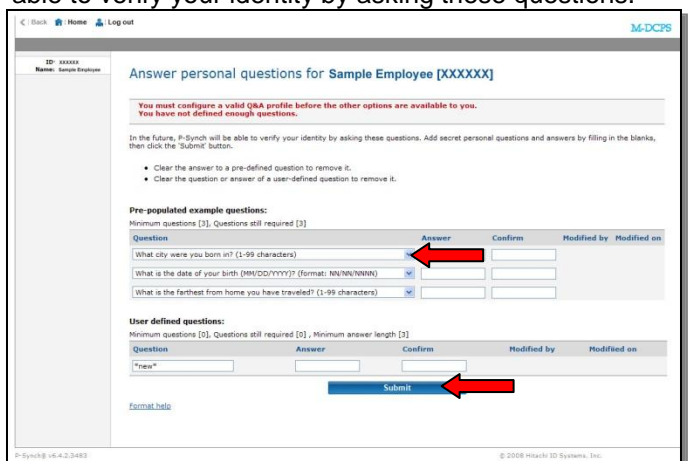 able to verify your identity by asking these questions.
Back Home Log out
M-DCPS
ID: XXXXXX
Name: Sample Employee
Answer personal questions for Sample Employee [XXXXXX]
You must configure a valid Q&A profile before the other options are available to you.
You have not defined enough questions.
In the future, P-Synch will be able to verify your identity by asking these questions. Add secret personal questions and answers by filling in the blanks,
then click the 'Submit' button.
Clear the answer to a pre-defined question to remove it.
Clear the question or answer of a user-defined question to remove it.
Pre-populated example questions:
Minimum questions [3], Questions still required [3]
Question Answer Confirm Modified by Modified on
What city were you born in? (1-99 characters)
What is the date of your birth (MM/DD/YYYY)? (format: NN/NN/NNNN)
What is the farthest from home you have traveled? (1-99 characters)
User defined questions:
Minimum questions [0], Questions still required [0] , Minimum answer length [3]
Question Answer Confirm Modified by Modified on
*new*
Submit
Format help
P-Synch® v6.4.2.3483 © 2008 Hitachi ID Systems, Inc.